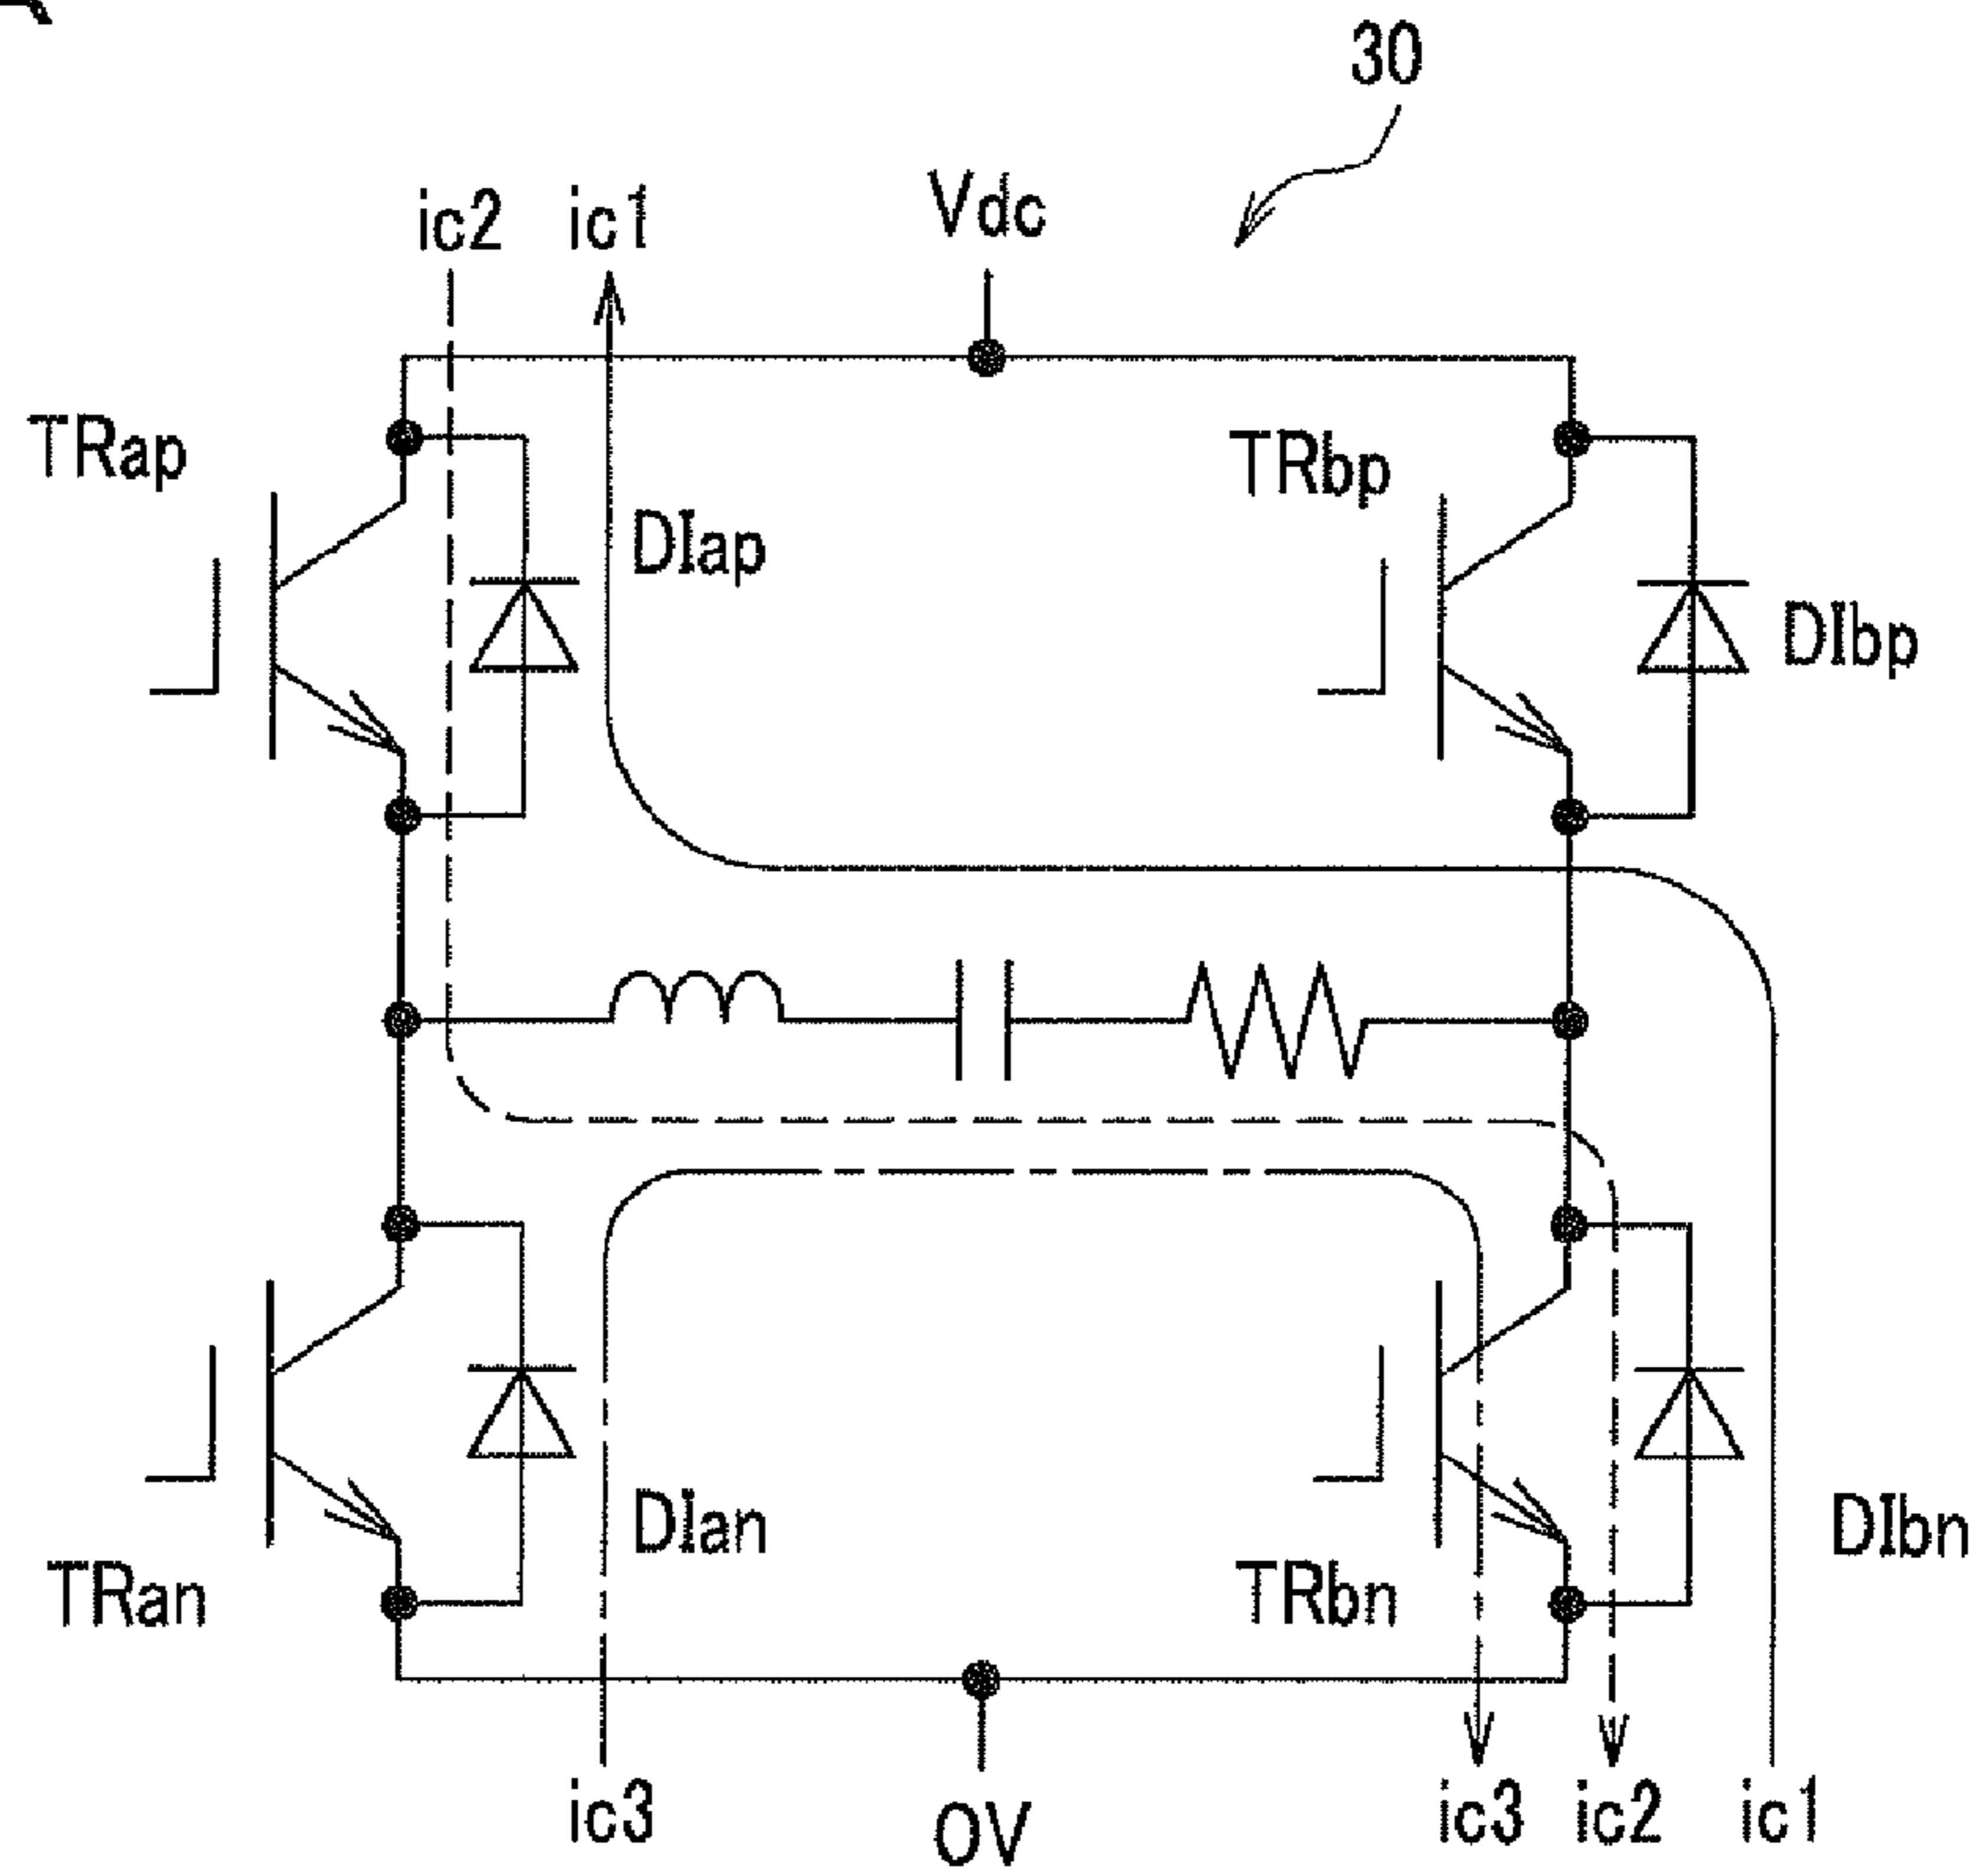 30
ic2 ic1 Vdc
TRap
TRbp
DIap
DIbp
DIan
DIbn
TRan
TRbn
ic3 0V ic3 ic2 ic1